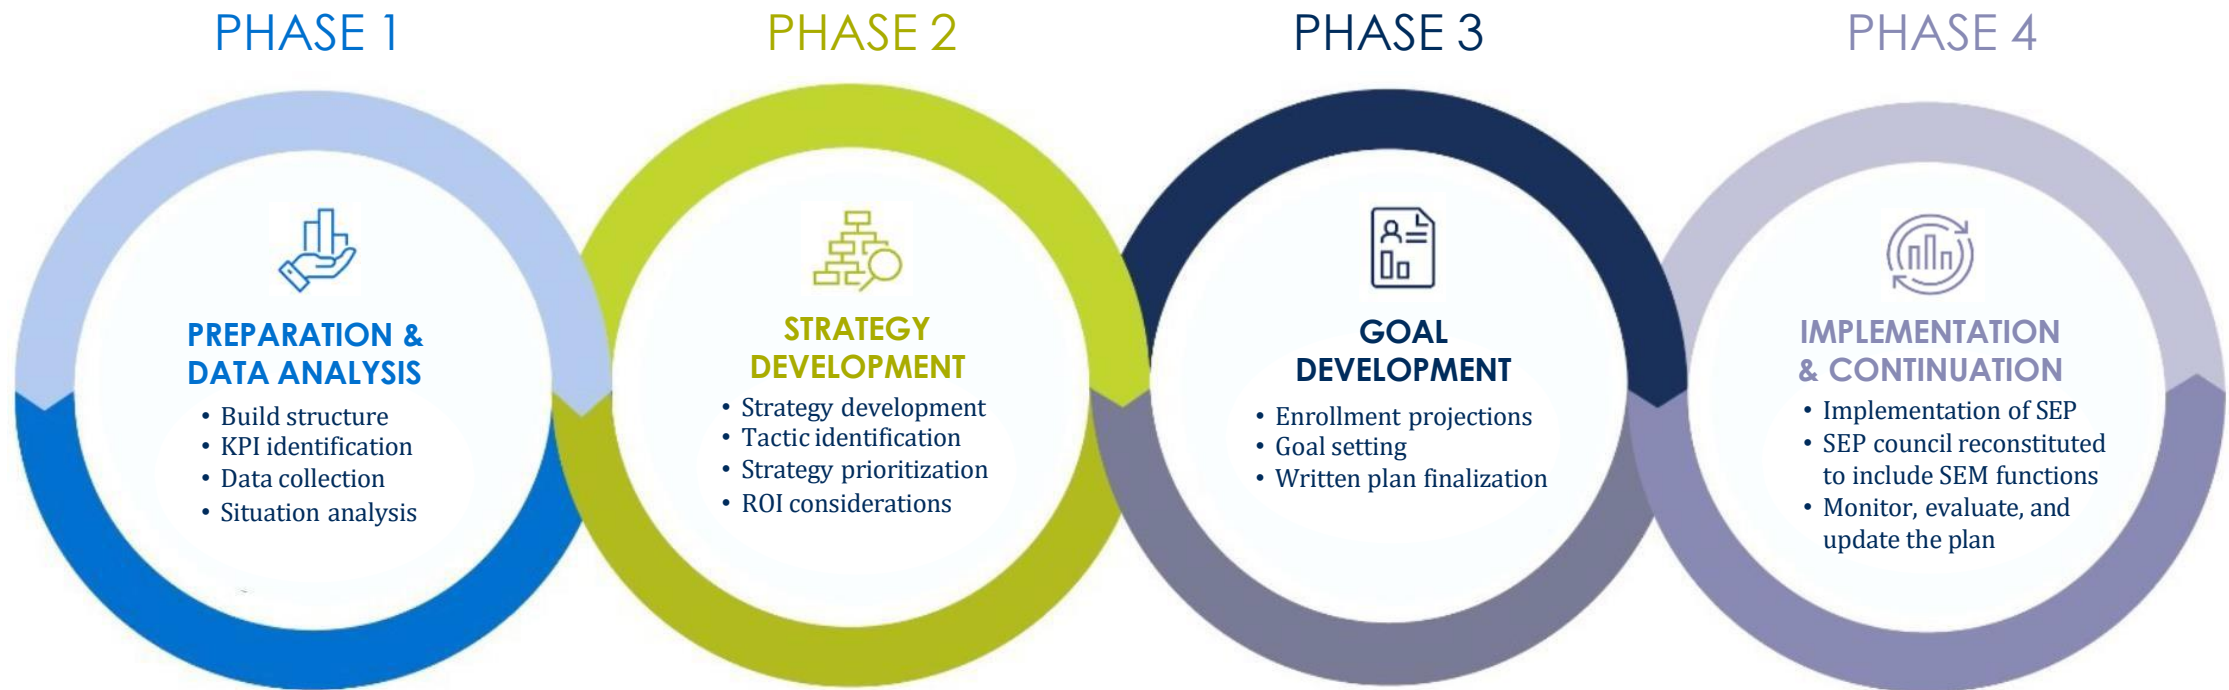 PHASE 1
PREPARATION &
DATA ANALYSIS
• Build structure
• KPI identification
• Data collection
• Situation analysis
PHASE 2
STRATEGY
DEVELOPMENT
• Strategy development
• Tactic identification
• Strategy prioritization
• ROI considerations
PHASE 3
GOAL
DEVELOPMENT
• Enrollment projections
• Goal setting
• Written plan finalization
PHASE 4
IMPLEMENTATION
& CONTINUATION
• Implementation of SEP
• SEP council reconstituted
to include SEM functions
• Monitor, evaluate, and
update the plan